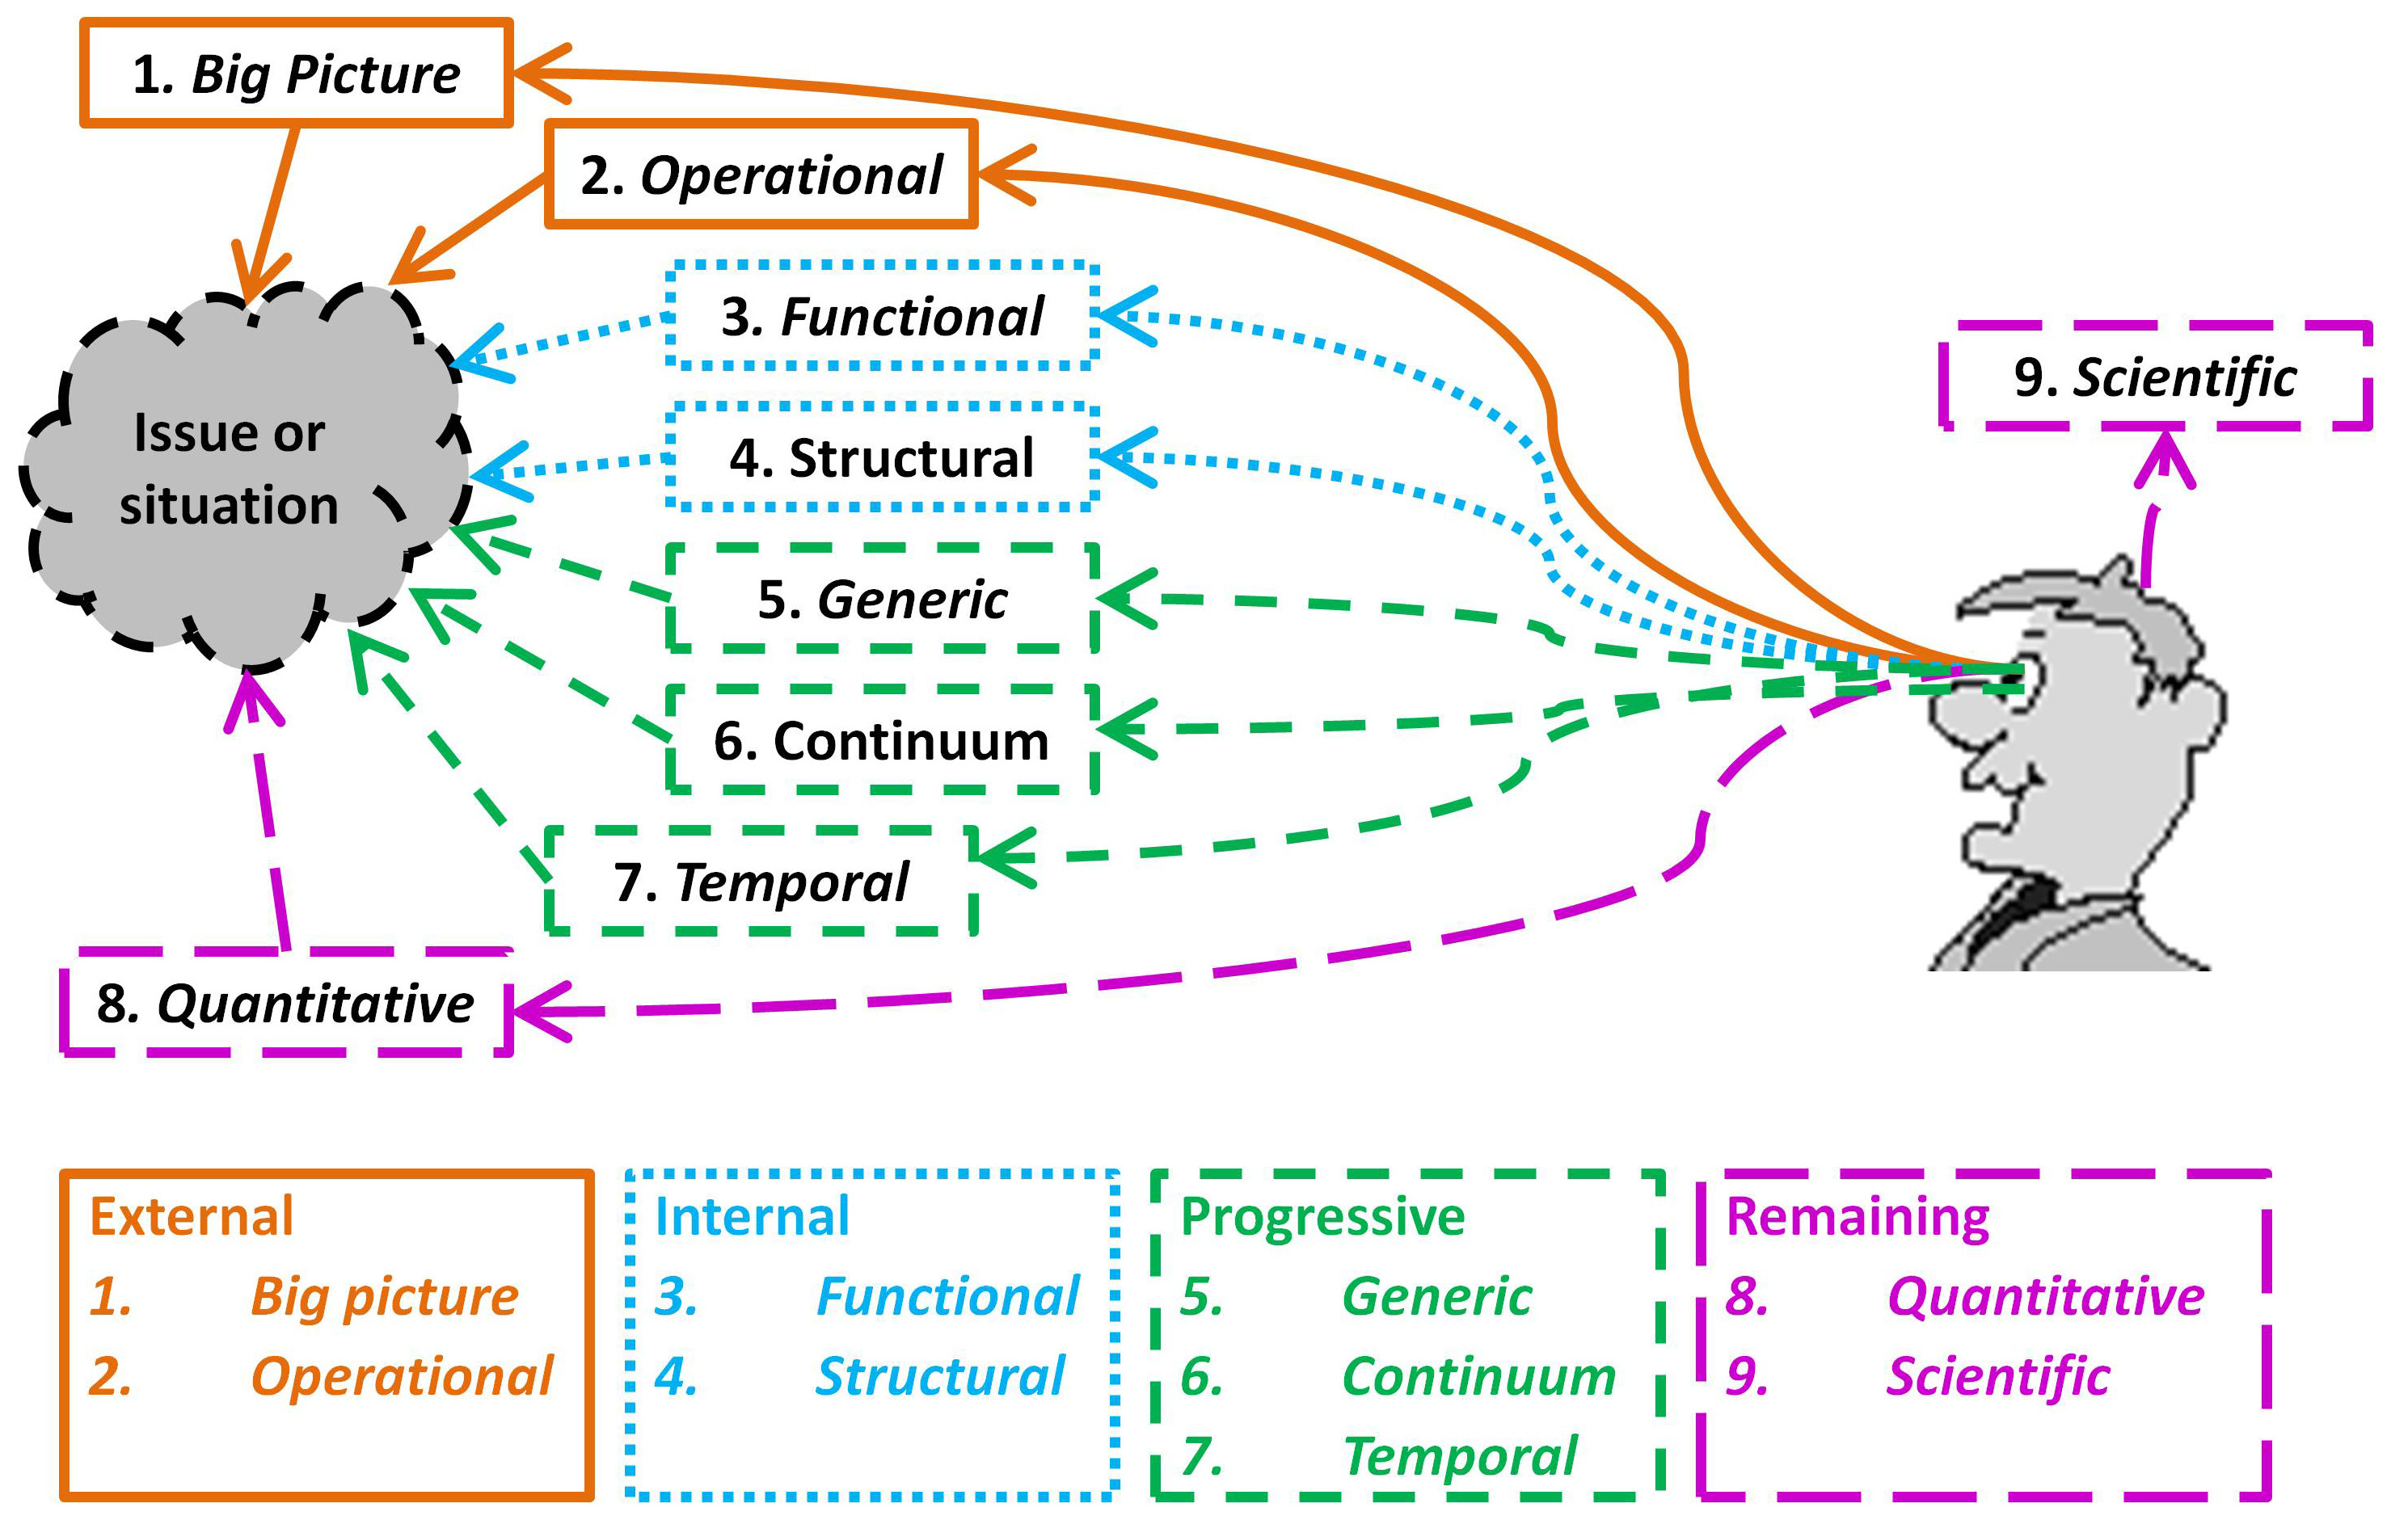 1. Big Picture
2. Operational
3. Functional
9. Scientific
Issue or
situation
4. Structural
5. Generic
6. Continuum
7. Temporal
8. Quantitative
External
1. Big picture
2. Operational
Internal
3. Functional
4. Structural
Progressive
5. Generic
6. Continuum
7. Temporal
Remaining
8. Quantitative
9. Scientific